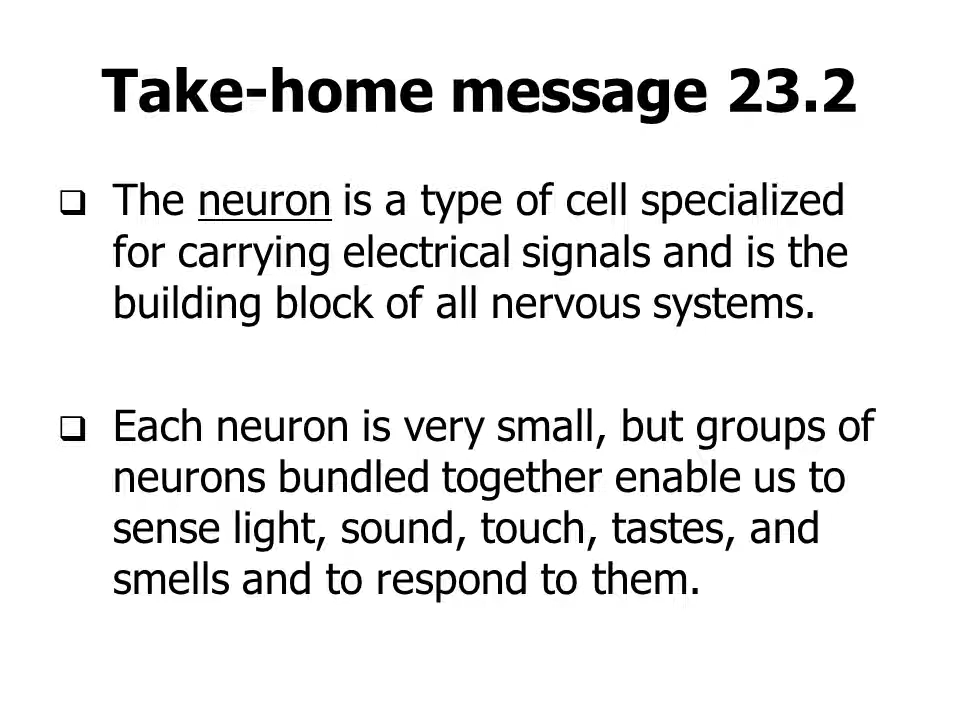 Take-home message 23.2
❑ The neuron is a type of cell specialized
for carrying electrical signals and is the
building block of all nervous systems.
❑ Each neuron is very small, but groups of
neurons bundled together enable us to
sense light, sound, touch, tastes, and
smells and to respond to them.